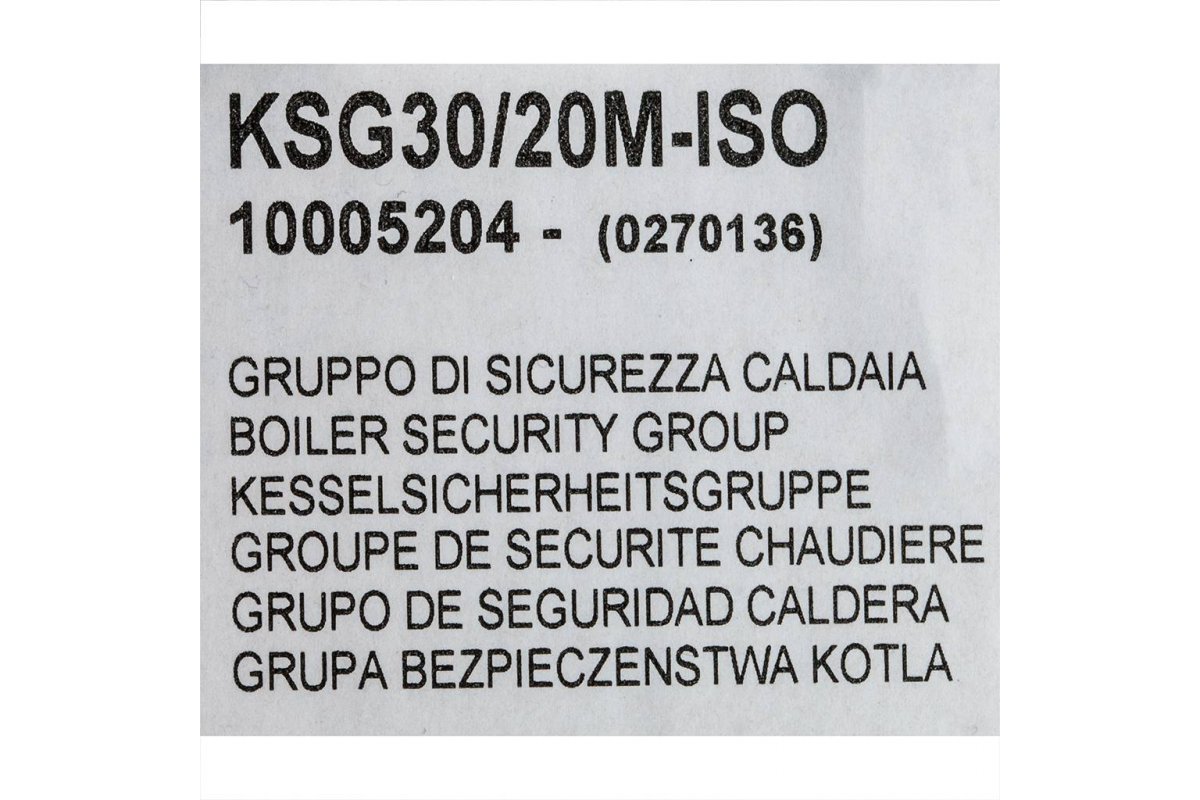 KSG30/20M-ISO
10005204 - (0270136)
GRUPPO DI SICUREZZA CALDAIA
BOILER SECURITY GROUP
KESSELSICHERHEITSGRUPPE
GROUPE DE SECURITE CHAUDIERE
GRUPO DE SEGURIDAD CALDERA
GRUPA BEZPIECZENSTWA KOTLA